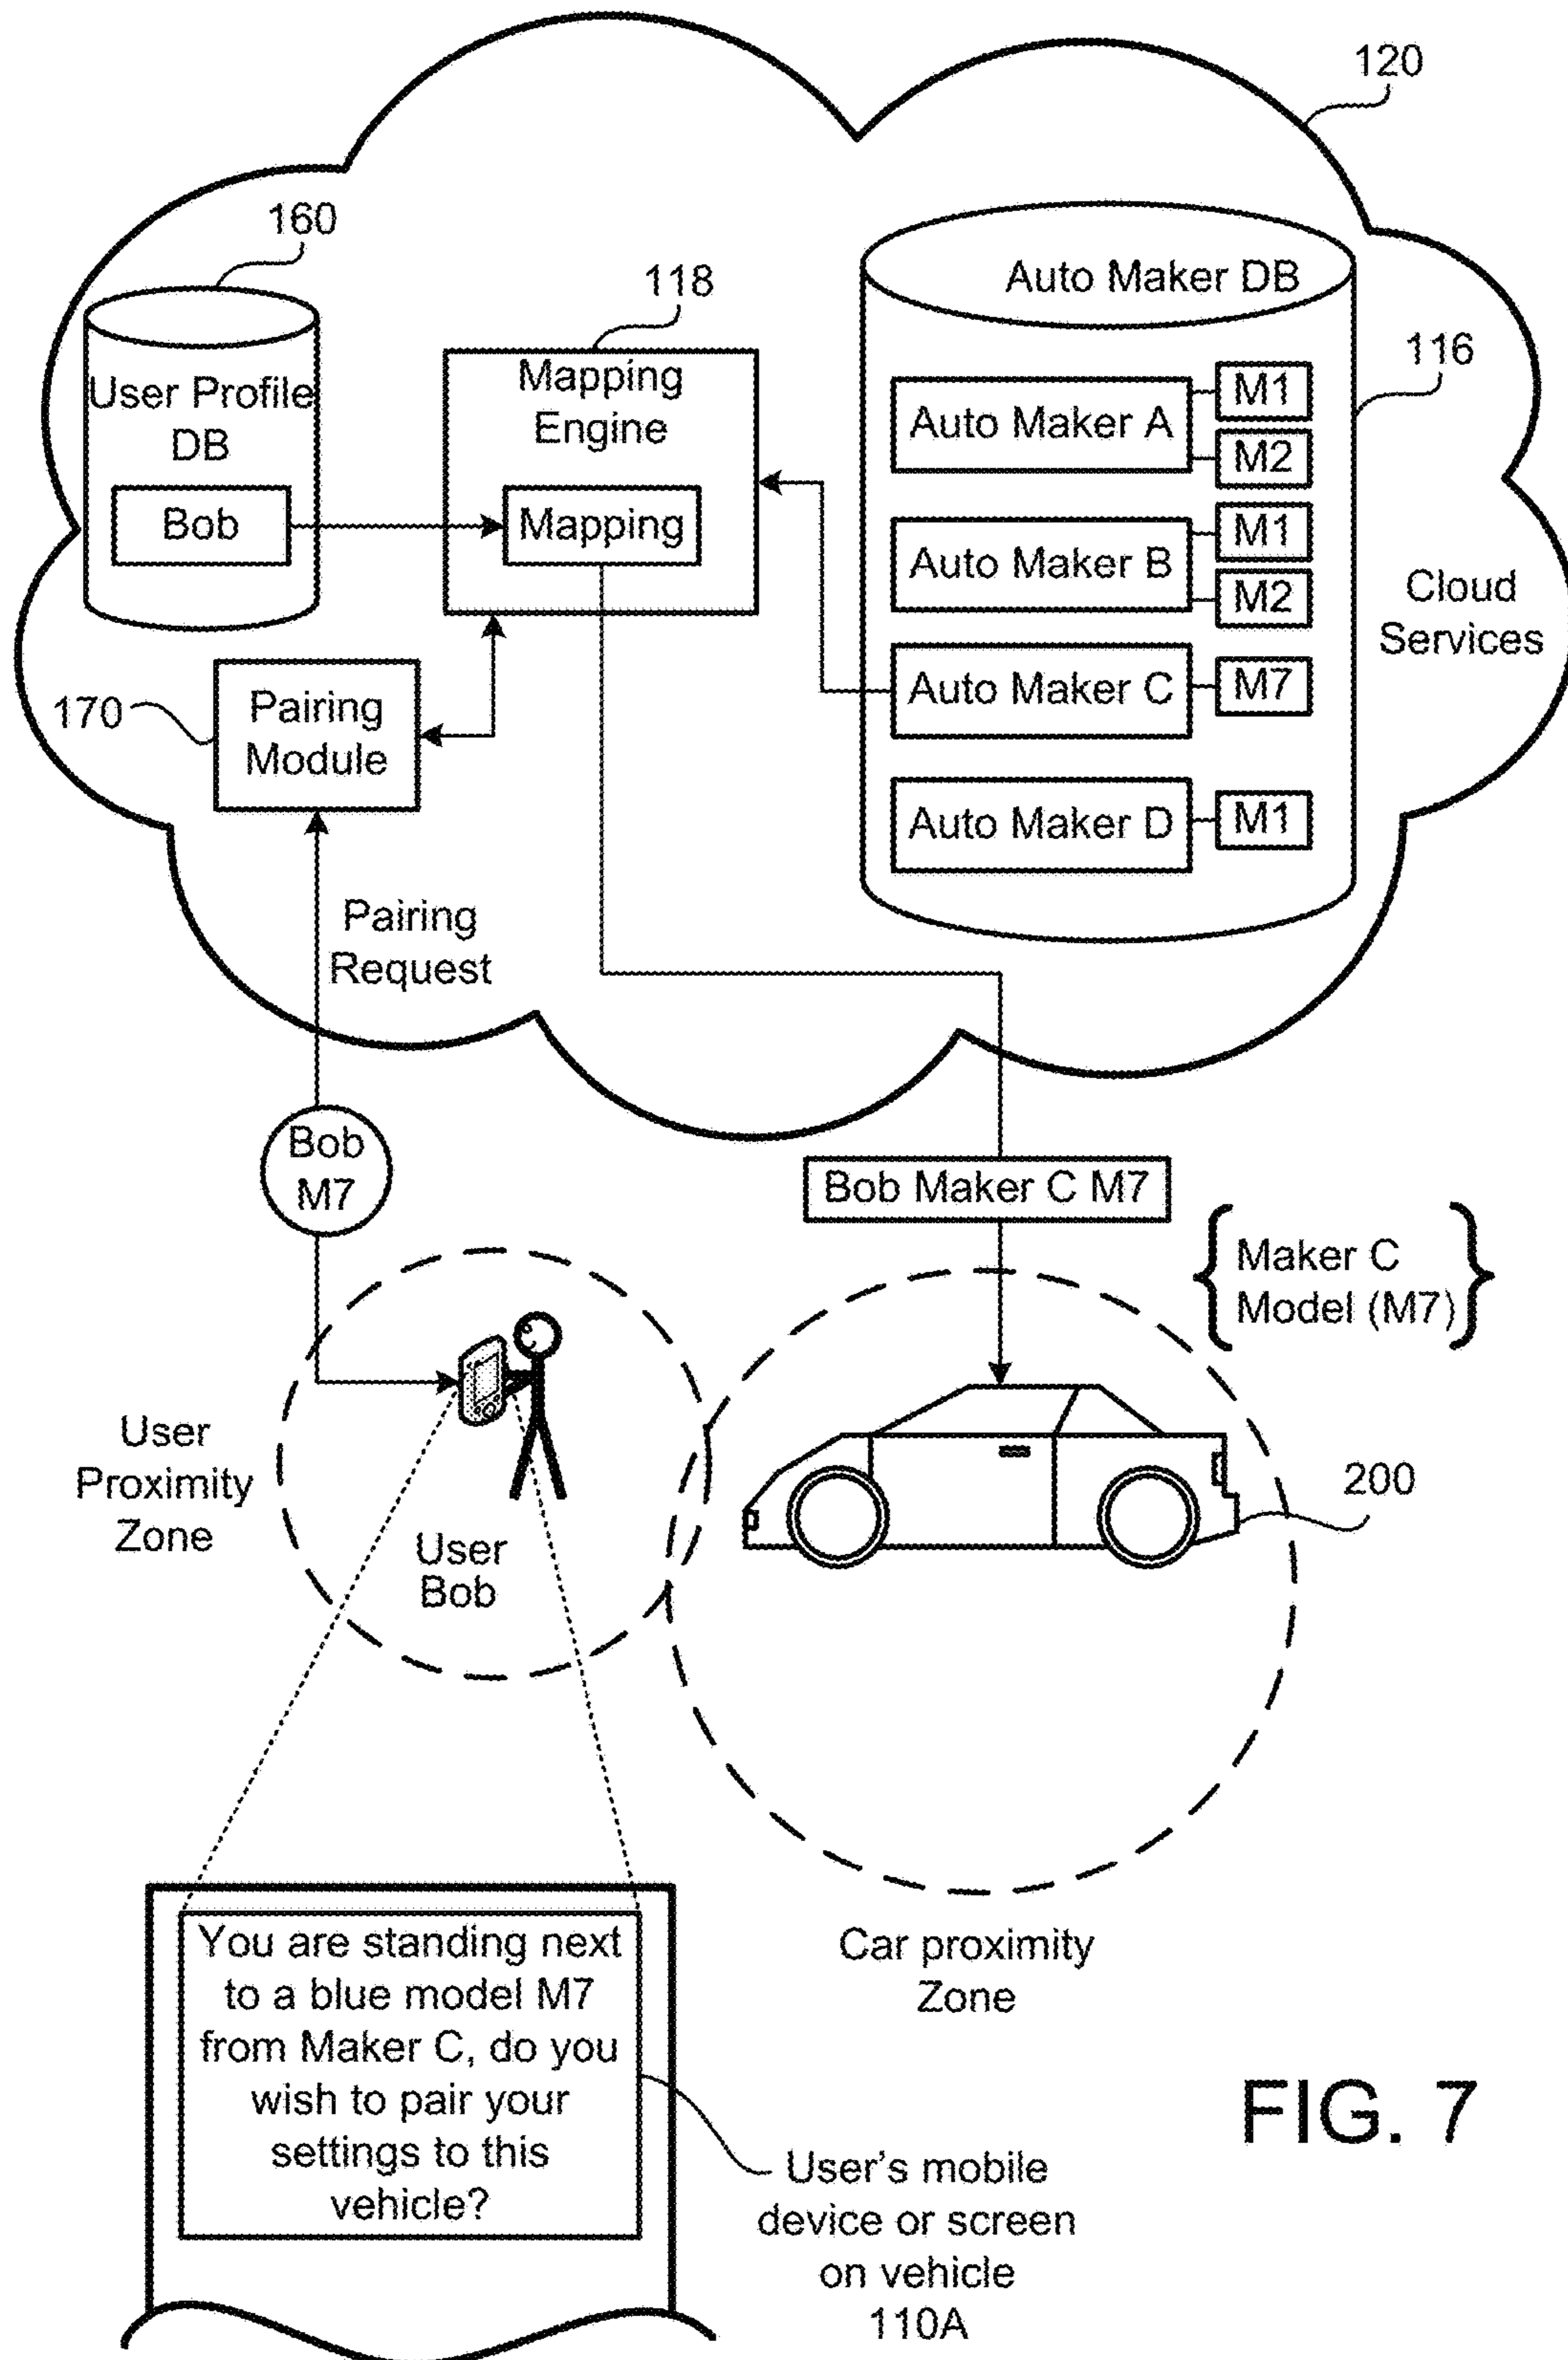 120
160
118
Auto Maker DB
116
User Profile
DB
Bob
Mapping
Engine
Mapping
Auto Maker A
M1
M2
Auto Maker B
M1
M2
Auto Maker C
M7
Auto Maker D
M1
Cloud
Services
170
Pairing
Module
Pairing
Request
Bob
M7
Bob Maker C M7
Maker C
Model (M7)
User
Proximity
Zone
User
Bob
200
Car proximity
Zone
You are standing next
to a blue model M7
from Maker C, do you
wish to pair your
settings to this
vehicle?
User's mobile
device or screen
on vehicle
110A
FIG. 7